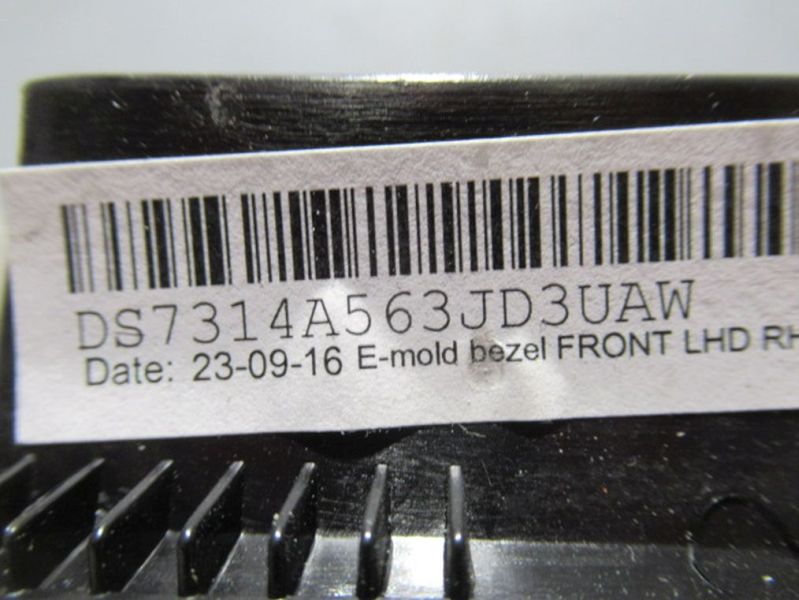 DS7314A563JD3UAW
Date: 23-09-16 E-mold bezel FRONT LHD RH